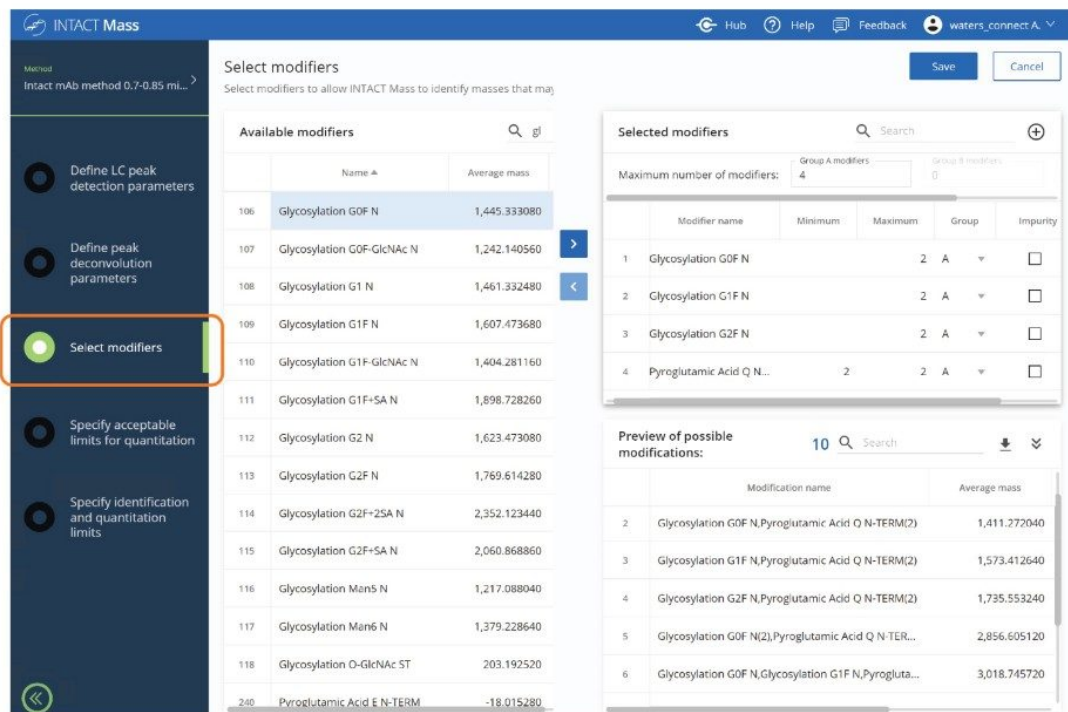 INTACT Mass
Hub
Help
Feedback
waters_connect A.
Method
Intact mAb method 0.7-0.85 mi...
Define LC peak
detection parameters
Define peak
deconvolution
parameters
Select modifiers
Specify acceptable
limits for quantitation
Specify identification
and quantitation
limits
Select modifiers
Select modifiers to allow INTACT Mass to identify masses that may
Save
Cancel
Available modifiers
gl
Name
Average mass
106 Glycosylation G0F N 1,445.333080
107 Glycosylation G0F-GlcNAc N 1,242.140560
108 Glycosylation G1 N 1,461.332480
109 Glycosylation G1F N 1,607.473680
110 Glycosylation G1F-GlcNAc N 1,404.281160
111 Glycosylation G1F+SA N 1,898.728260
112 Glycosylation G2 N 1,623.473080
113 Glycosylation G2F N 1,769.614280
114 Glycosylation G2F+2SA N 2,352.123440
115 Glycosylation G2F+SA N 2,060.868860
116 Glycosylation Man5 N 1,217.088040
117 Glycosylation Man6 N 1,379.228640
118 Glycosylation O-GlcNAc ST 203.192520
240 Pyroglutamic Acid E N-TERM -18.015280
Selected modifiers
Search
Maximum number of modifiers:
Group A modifiers
4
Group B modifiers
0
Modifier name Minimum Maximum Group Impurity
1 Glycosylation G0F N 2 A
2 Glycosylation G1F N 2 A
3 Glycosylation G2F N 2 A
4 Pyroglutamic Acid Q N... 2 2 A
Preview of possible
modifications:
10
Search
Modification name Average mass
2 Glycosylation G0F N,Pyroglutamic Acid Q N-TERM(2) 1,411.272040
3 Glycosylation G1F N,Pyroglutamic Acid Q N-TERM(2) 1,573.412640
4 Glycosylation G2F N,Pyroglutamic Acid Q N-TERM(2) 1,735.553240
5 Glycosylation G0F N(2),Pyroglutamic Acid Q N-TER... 2,856.605120
6 Glycosylation G0F N,Glycosylation G1F N,Pyrogluta... 3,018.745720